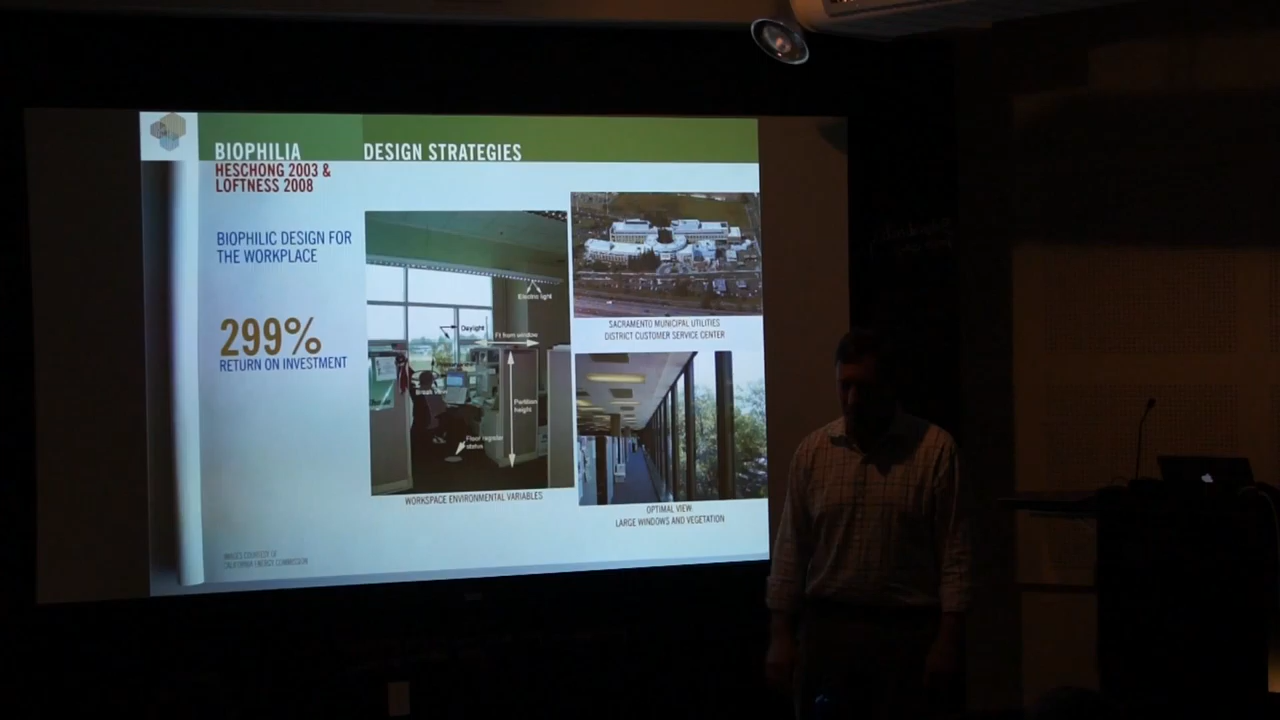 BIOPHILIA
DESIGN STRATEGIES
HESCHONG 2003 &
LOFTNESS 2008
BIOPHILIC DESIGN FOR
THE WORKPLACE
299%
RETURN ON INVESTMENT
Electric light
Daylight
Ft from window
Break view
Partition
height
Floor register
status
WORKSPACE ENVIRONMENTAL VARIABLES
SACRAMENTO MUNICIPAL UTILITIES
DISTRICT CUSTOMER SERVICE CENTER
OPTIMAL VIEW:
LARGE WINDOWS AND VEGETATION
IMAGES COURTESY OF
CALIFORNIA ENERGY COMMISSION